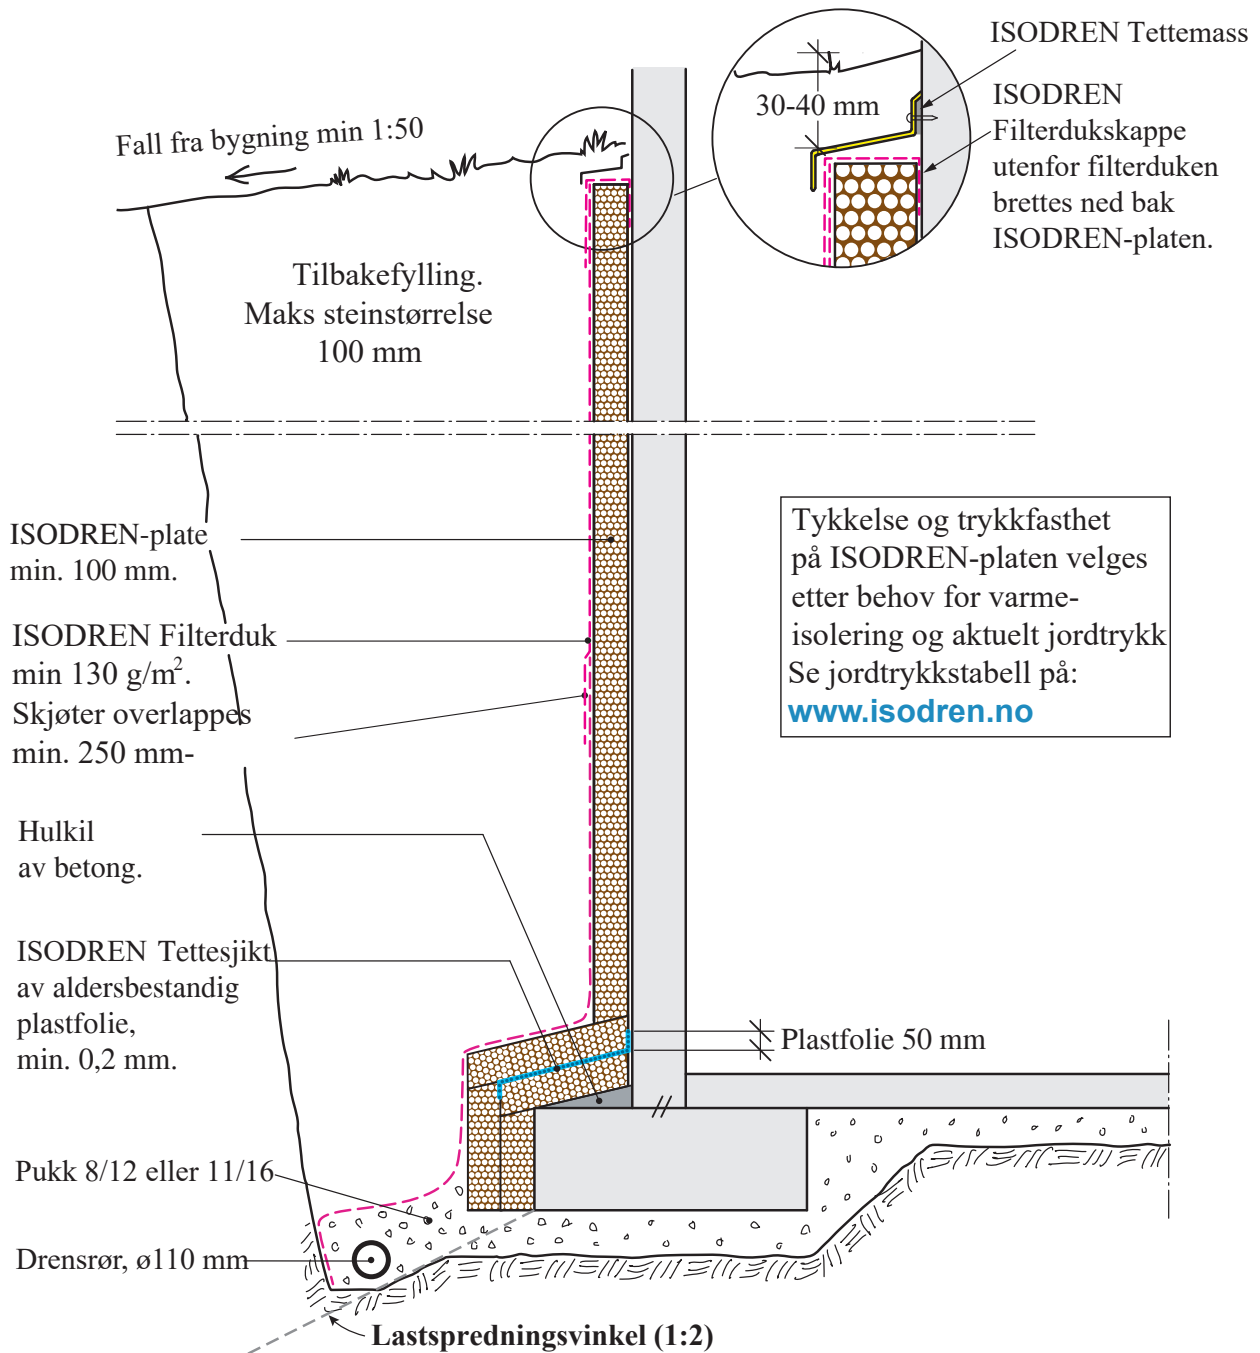 ISODREN Tettemass
30-40 mm
ISODREN
Filterdukskappe
utenfor filterduken
brettes ned bak
ISODREN-platen.
Fall fra bygning min 1:50
Tilbakefylling.
Maks steinstørrelse
100 mm
ISODREN-plate
min. 100 mm.
Tykkelse og trykkfasthet
på ISODREN-platen velges
etter behov for varme-
isolering og aktuelt jordtrykk
Se jordtrykkstabell på:
www.isodren.no
ISODREN Filterduk
min 130 g/m².
Skjøter overlappes
min. 250 mm-
Hulkil
av betong.
ISODREN Tettesjikt
av aldersbestandig
plastfolie,
min. 0,2 mm.
Plastfolie 50 mm
Pukk 8/12 eller 11/16
Drensrør, ø110 mm
Lastspredningsvinkel (1:2)